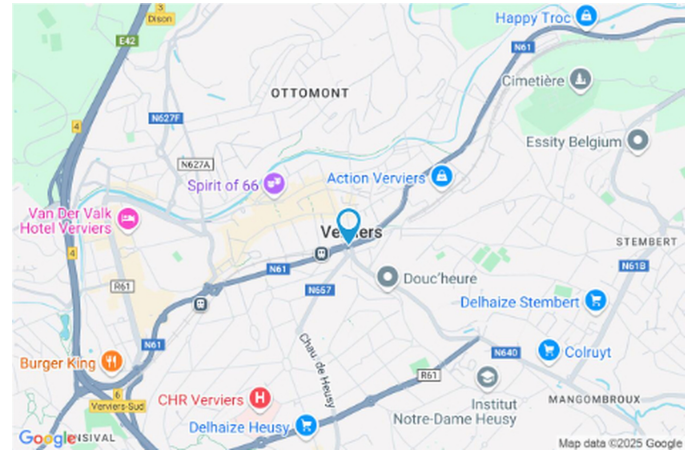 3
Dison
Happy Troc
E42
N61
OTTOMONT
Cimetière
N627F
4
Essity Belgium
N627A
Spirit of 66
Action Verviers
Van Der Valk
Hotel Verviers
Verviers
STEMBERT
4
N61
N61B
R61
N657
Douc'heure
Delhaize Stembert
N61
Chau. de Heusy
N640
Colruyt
Burger King
R61
6
Verviers-Sud
CHR Verviers
Institut
Notre-Dame Heusy
MANGOMBROUX
Delhaize Heusy
Google
ENSIVAL
Map data ©2025 Google